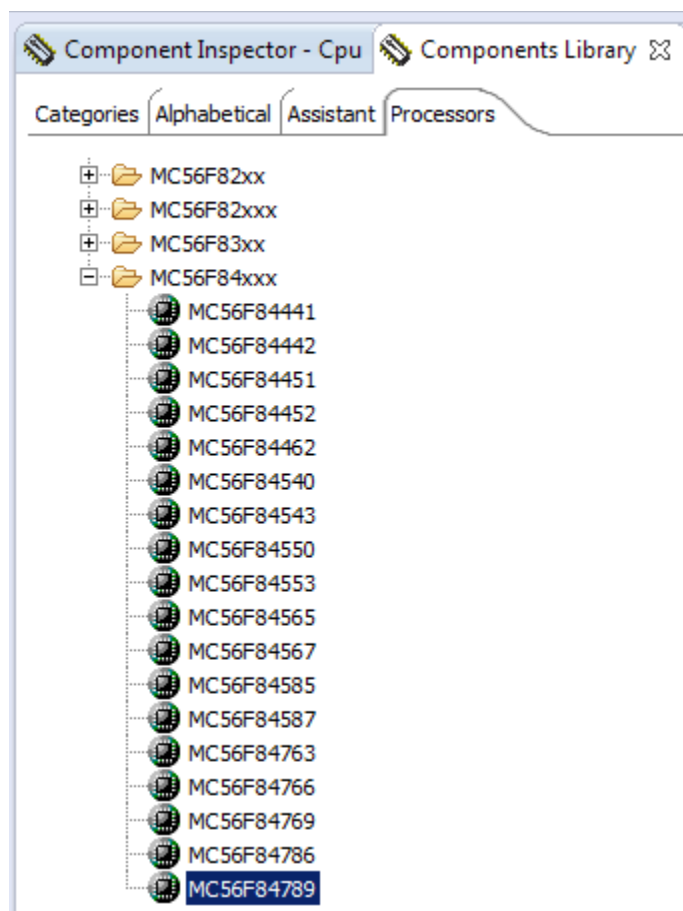 Component Inspector - Cpu Components Library
Categories Alphabetical Assistant Processors
MC56F82xx
MC56F82xxx
MC56F83xx
MC56F84xxx
MC56F84441
MC56F84442
MC56F84451
MC56F84452
MC56F84462
MC56F84540
MC56F84543
MC56F84550
MC56F84553
MC56F84565
MC56F84567
MC56F84585
MC56F84587
MC56F84763
MC56F84766
MC56F84769
MC56F84786
MC56F84789